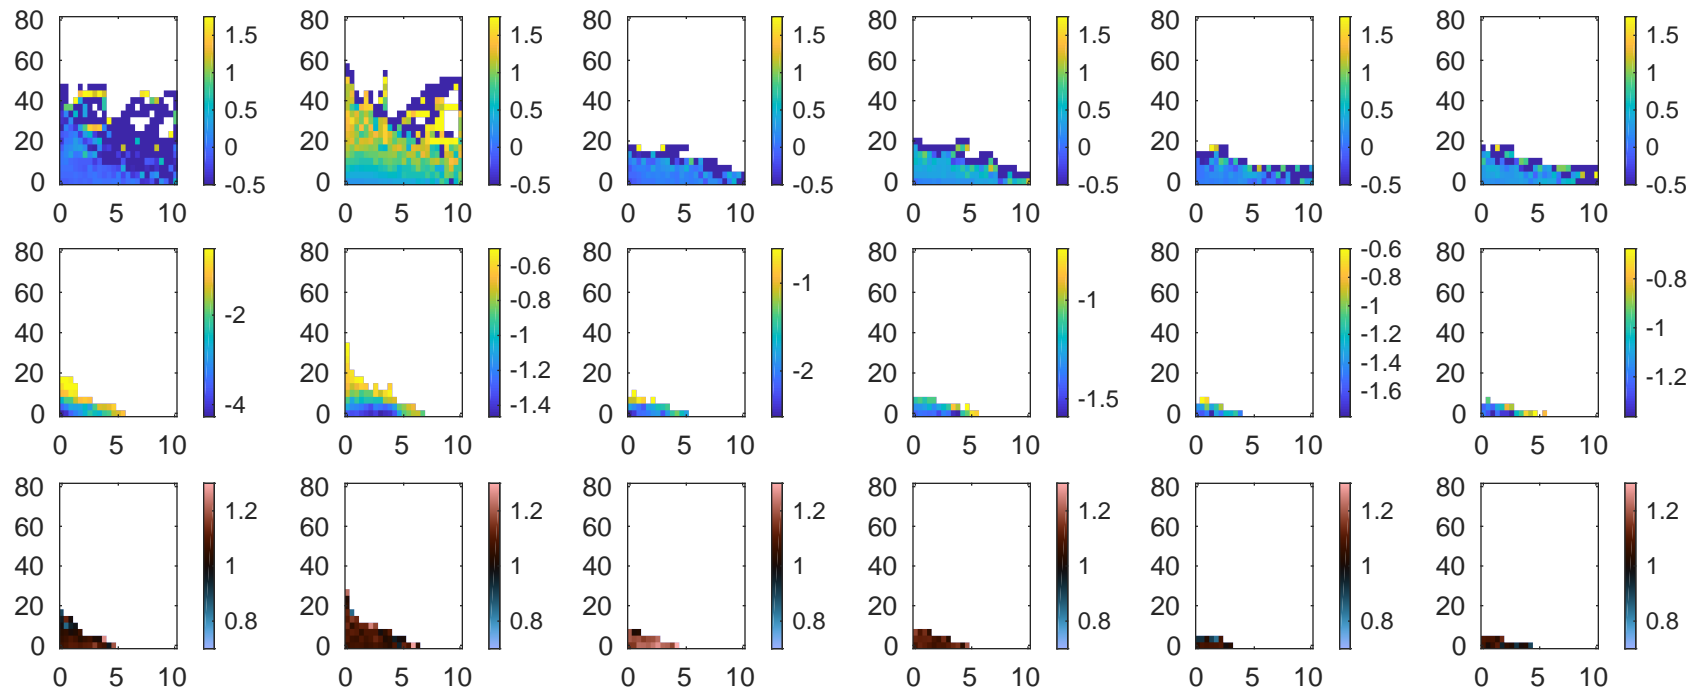 80 1.5 80 1.5 80 1.5 80 1.5 80 1.5 80 1.5
60 1 60 1 60 1 60 1 60 1 60 1
40 0.5 40 0.5 40 0.5 40 0.5 40 0.5 40 0.5
20 0 20 0 20 0 20 0 20 0 20 0
0 -0.5 0 -0.5 0 -0.5 0 -0.5 0 -0.5 0 -0.5
0 5 10 0 5 10 0 5 10 0 5 10 0 5 10 0 5 10
80 80 -0.6 80 -1 80 80 -0.6 80 -0.8
60 -2 60 -0.8 60 60 -1 60 -0.8 60
40 40 -1 40 40 40 -1 40 -1
20 20 -1.2 20 -2 20 20 -1.2 20
0 -4 0 -1.4 0 0 -1.5 0 -1.4 0 -1.2
-1.6
0 5 10 0 5 10 0 5 10 0 5 10 0 5 10 0 5 10
80 1.2 80 1.2 80 1.2 80 1.2 80 1.2 80 1.2
60 60 60 60 60 60
40 1 40 1 40 1 40 1 40 1 40 1
20 0.8 20 0.8 20 0.8 20 0.8 20 0.8 20 0.8
0 0 0 0 0 0
0 5 10 0 5 10 0 5 10 0 5 10 0 5 10 0 5 10